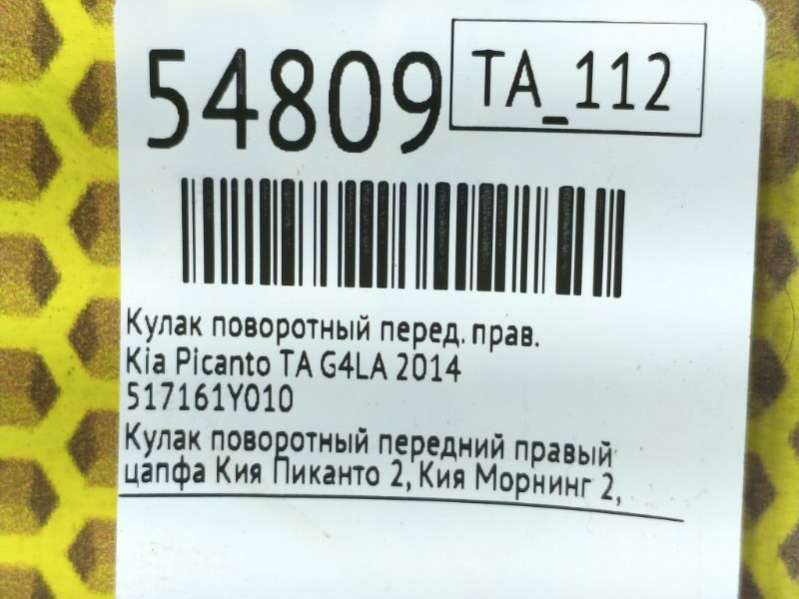 54809
TA_112
Кулак поворотный перед. прав.
Kia Picanto TA G4LA 2014
517161Y010
Кулак поворотный передний правый
цапфа Кия Пиканто 2, Кия Морнинг 2,